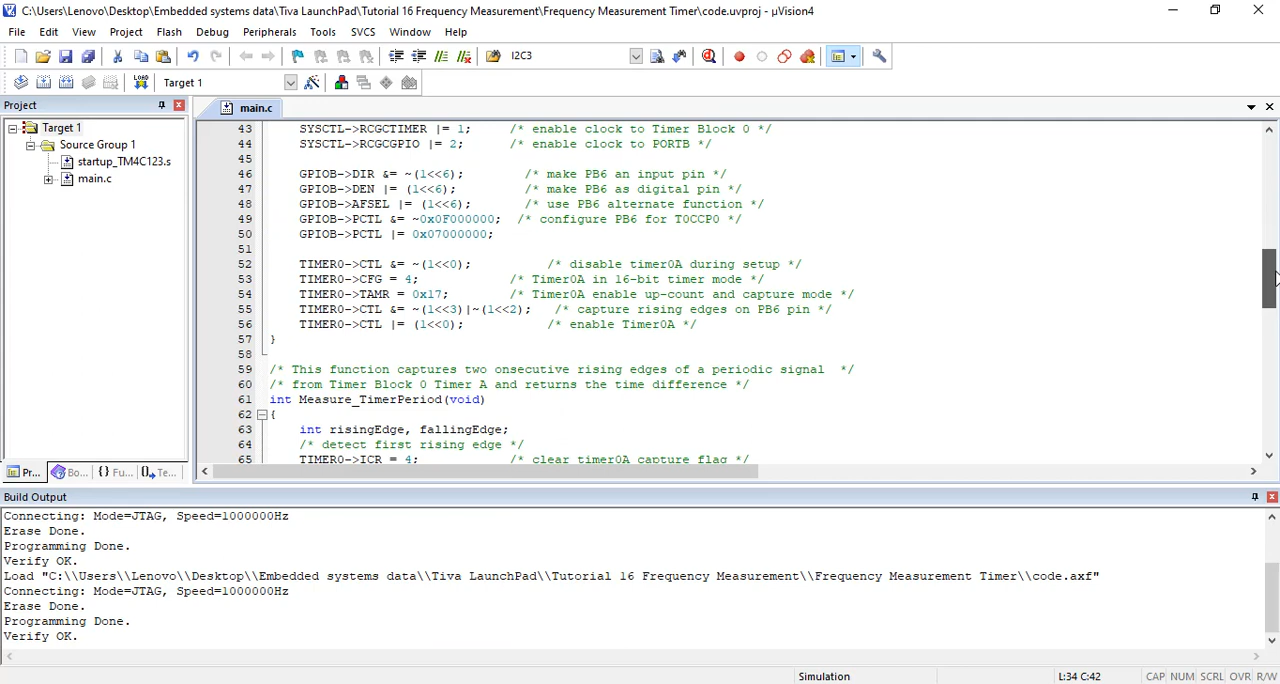 C:\Users\Lenovo\Desktop\Embedded systems data\Tiva LaunchPad\Tutorial 16 Frequency Measurement\Frequency Measurement Timer\code.uvproj - µVision4
File Edit View Project Flash Debug Peripherals Tools SVCS Window Help
I2C3
LOAD Target 1
Project
main.c
Target 1
Source Group 1
startup_TM4C123.s
main.c
43 SYSCTL->RCGCTIMER |= 1; /* enable clock to Timer Block 0 */
44 SYSCTL->RCGCGPIO |= 2; /* enable clock to PORTB */
45
46 GPIOB->DIR &= ~(1<<6); /* make PB6 an input pin */
47 GPIOB->DEN |= (1<<6); /* make PB6 as digital pin */
48 GPIOB->AFSEL |= (1<<6); /* use PB6 alternate function */
49 GPIOB->PCTL &= ~0x0F000000; /* configure PB6 for T0CCP0 */
50 GPIOB->PCTL |= 0x07000000;
51
52 TIMER0->CTL &= ~(1<<0); /* disable timer0A during setup */
53 TIMER0->CFG = 4; /* Timer0A in 16-bit timer mode */
54 TIMER0->TAMR = 0x17; /* Timer0A enable up-count and capture mode */
55 TIMER0->CTL &= ~(1<<3)|~(1<<2); /* capture rising edges on PB6 pin */
56 TIMER0->CTL |= (1<<0); /* enable Timer0A */
57 }
58
59 /* This function captures two onsecutive rising edges of a periodic signal */
60 /* from Timer Block 0 Timer A and returns the time difference */
61 int Measure_TimerPeriod(void)
62 {
63 int risingEdge, fallingEdge;
64 /* detect first rising edge */
65 TIMER0->ICR = 4; /* clear timer0A capture flag */
Pr... Bo... {} Fu... Te...
Build Output
Connecting: Mode=JTAG, Speed=1000000Hz
Erase Done.
Programming Done.
Verify OK.
Load "C:\\Users\\Lenovo\\Desktop\\Embedded systems data\\Tiva LaunchPad\\Tutorial 16 Frequency Measurement\\Frequency Measurement Timer\\code.axf"
Connecting: Mode=JTAG, Speed=1000000Hz
Erase Done.
Programming Done.
Verify OK.
Simulation L:34 C:42 CAP NUM SCRL OVR R/W